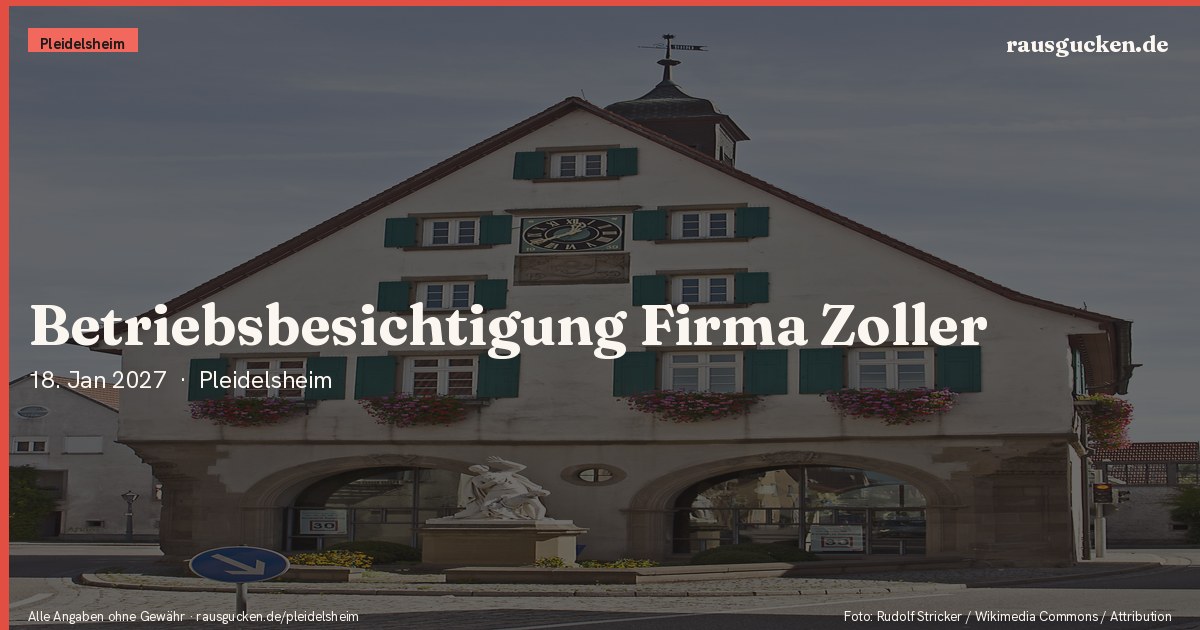 Pleidelsheim
rausgucken.de
Betriebsbesichtigung Firma Zoller
18. Jan 2027 · Pleidelsheim
30
Alle Angaben ohne Gewähr · rausgucken.de/pleidelsheim
Foto: Rudolf Stricker / Wikimedia Commons / Attribution